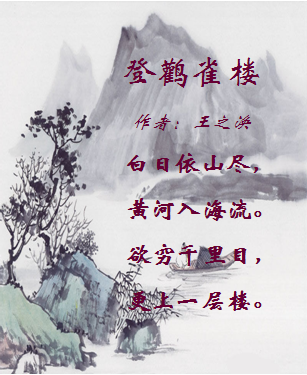 登鹳雀楼
作者：王之涣
白日依山尽，
黄河入海流。
欲穷千里目，
更上一层楼。